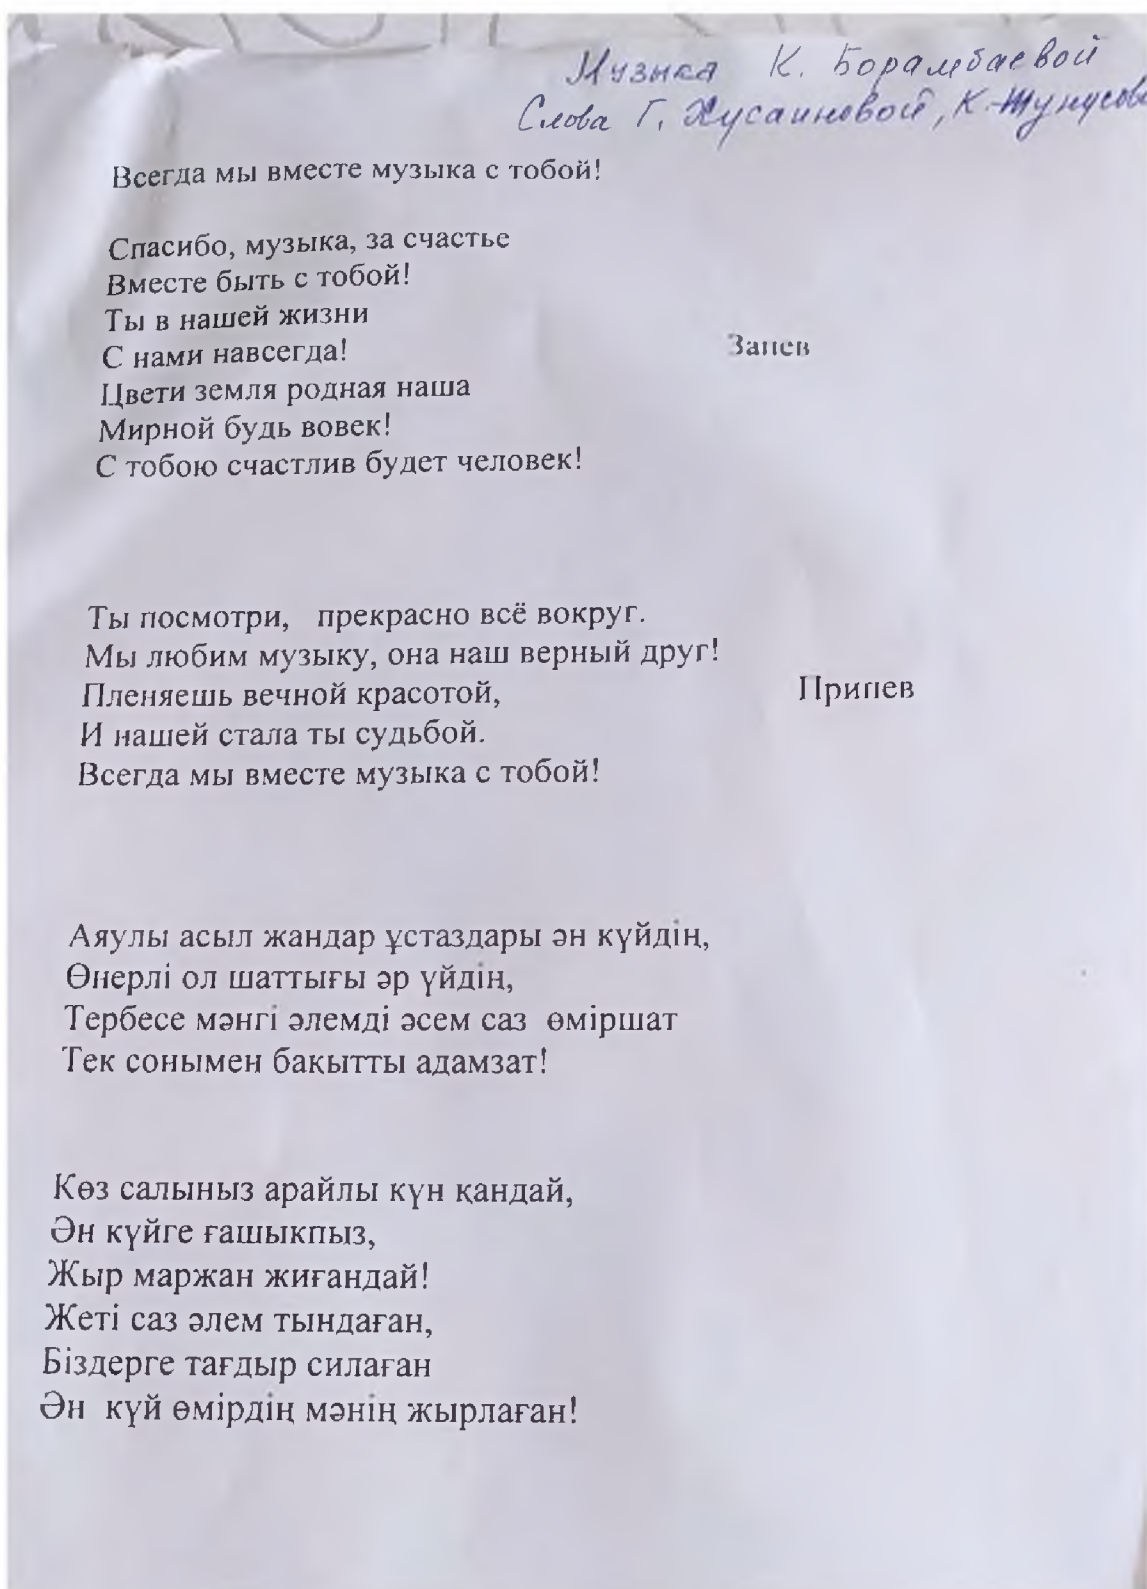 Музыка К. Борамбаевой
Слова Г. Хусаиновой, К. Жунусова
Всегда мы вместе музыка с тобой!
Спасибо, музыка, за счастье
Вместе быть с тобой!
Ты в нашей жизни
С нами навсегда!
Запев
Цвети земля родная наша
Мирной будь вовек!
С тобою счастлив будет человек!
Ты посмотри, прекрасно всё вокруг.
Мы любим музыку, она наш верный друг!
Пленяешь вечной красотой,
Припев
И нашей стала ты судьбой.
Всегда мы вместе музыка с тобой!
Аяулы асыл жандар ұстаздары ән күйдің,
Өнерлі ол шаттығы әр үйдің,
Тербесе мәнгі әлемді әсем саз өміршат
Тек сонымен бакытты адамзат!
Көз салыныз арайлы күн қандай,
Ән күйге ғашыкпыз,
Жыр маржан жиғандай!
Жеті саз әлем тындаған,
Біздерге тағдыр силаған
Ән күй өмірдің мәнің жырлаған!